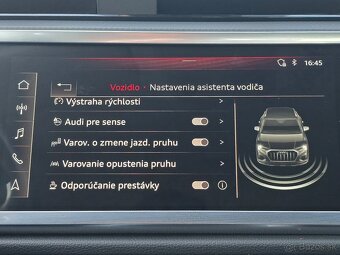 16:45
Vozidlo · Nastavenia asistenta vodiča
Výstraha rýchlosti
Audi pre sense
Varov. o zmene jazd. pruhu
Varovanie opustenia pruhu
Odporúčanie prestávky